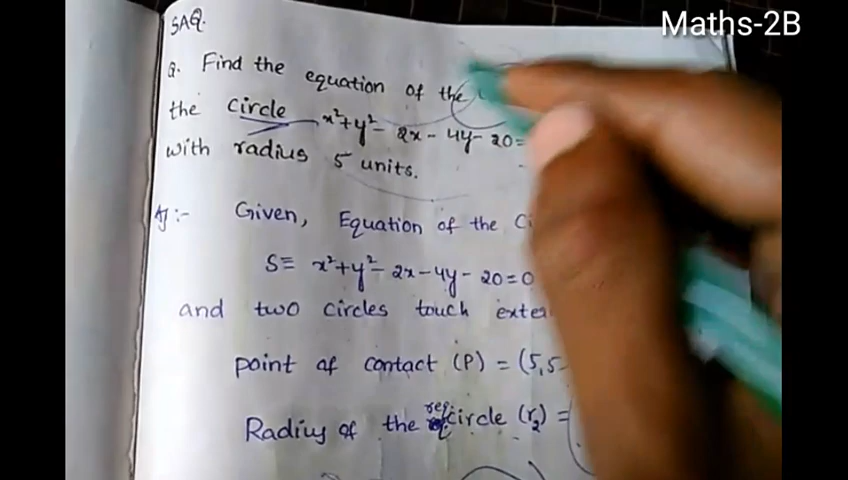 Maths-2B
SAQ.
Q. Find the equation of the
the circle x²+y²- 2x - 4y - 20=
with radius 5 units.
A):- Given, Equation of the
S≡ x²+y²- 2x - 4y - 20=0
and two circles touch
point of contact (P) = (5,5
req
Radius of the circle (r₂) =